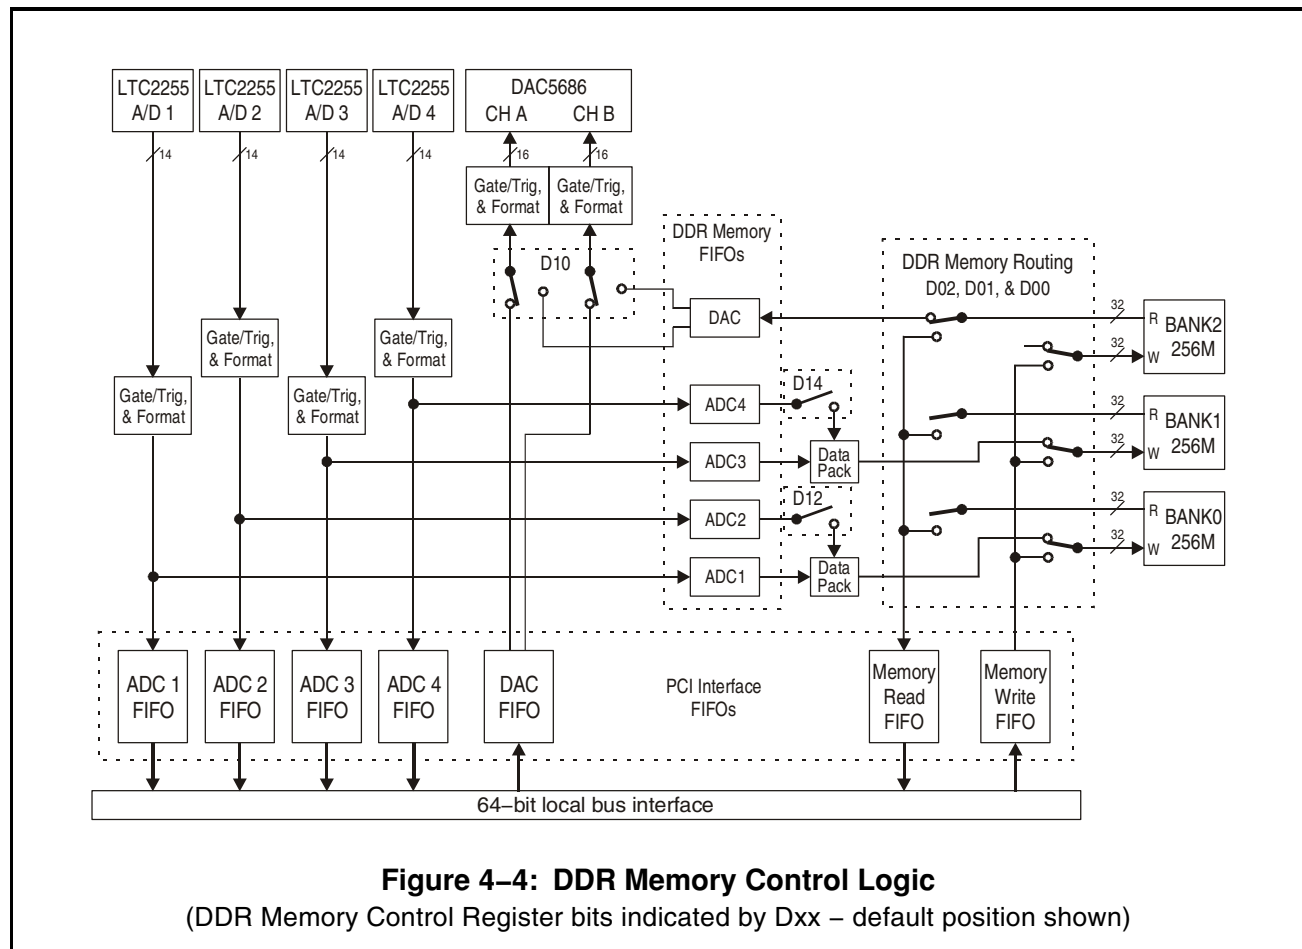 LTC2255
A/D 1
LTC2255
A/D 2
LTC2255
A/D 3
LTC2255
A/D 4
DAC5686
CH A
CH B
14
14
14
14
16
16
Gate/Trig,
& Format
Gate/Trig,
& Format
DDR Memory
FIFOs
D10
DDR Memory Routing
D02, D01, & D00
DAC
32
R
W
32
BANK2
256M
Gate/Trig,
& Format
Gate/Trig,
& Format
Gate/Trig,
& Format
Gate/Trig,
& Format
ADC4
D14
32
R
W
32
BANK1
256M
ADC3
Data
Pack
ADC2
D12
32
R
W
32
BANK0
256M
ADC1
Data
Pack
ADC 1
FIFO
ADC 2
FIFO
ADC 3
FIFO
ADC 4
FIFO
DAC
FIFO
PCI Interface
FIFOs
Memory
Read
FIFO
Memory
Write
FIFO
64−bit local bus interface
Figure 4−4: DDR Memory Control Logic
(DDR Memory Control Register bits indicated by Dxx − default position shown)